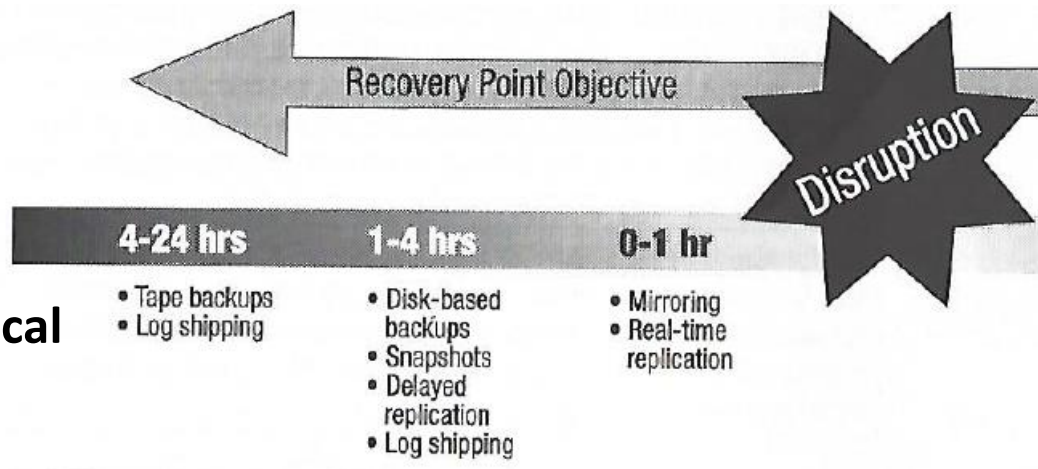 Recovery Point Objective
Disruption
4-24 hrs
1-4 hrs
0-1 hr
cal
• Tape backups
• Log shipping
• Disk-based
backups
• Snapshots
• Delayed
replication
• Log shipping
• Mirroring
• Real-time
replication